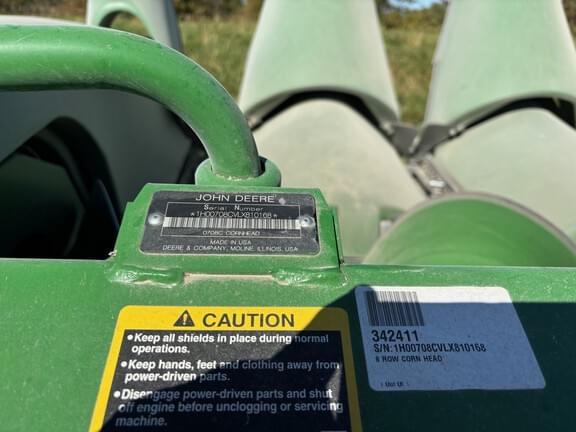 JOHN DEERE
Serial Number
*1H00708CVLX810168*
0708C CORNHEAD
MADE IN USA
DEERE & COMPANY, MOLINE, ILLINOIS, USA
CAUTION
•Keep all shields in place during normal
operations.
•Keep hands, feet and clothing away from
power-driven parts.
•Disengage power-driven parts and shut
off engine before unclogging or servicing
machine.
342411
S/N:1H00708CVLX810168
8 ROW CORN HEAD